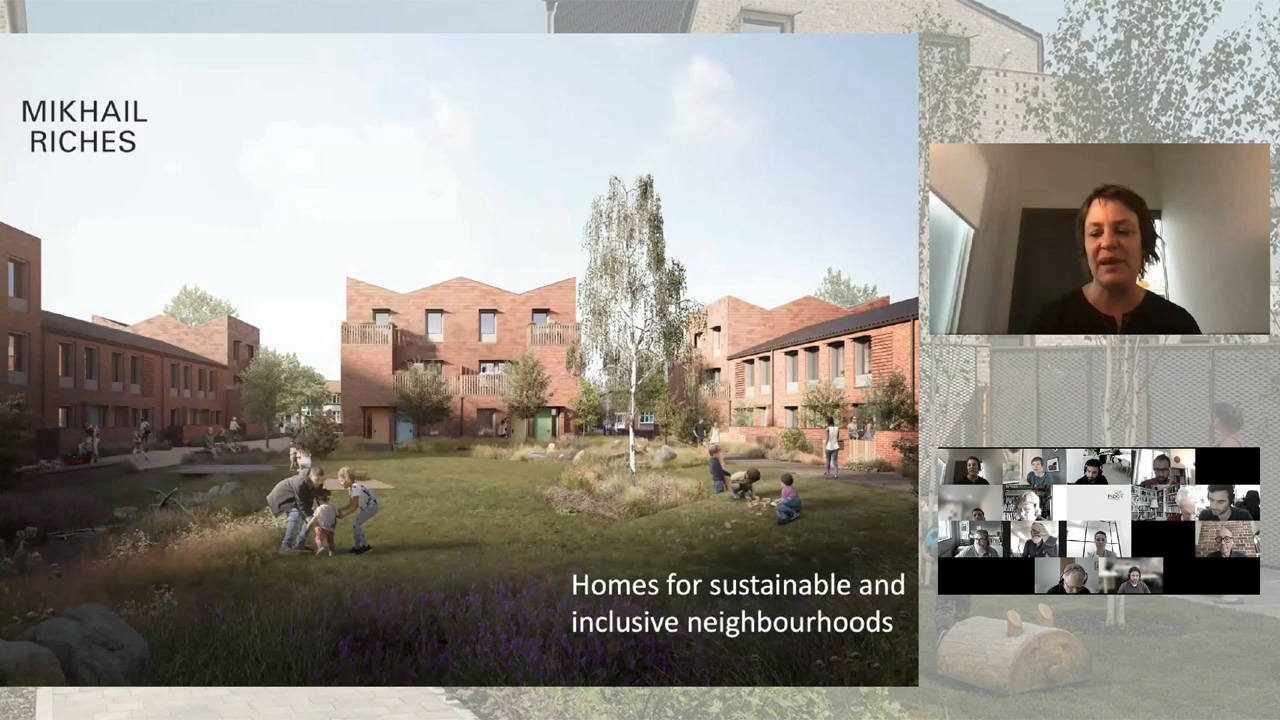 MIKHAIL
RICHES
Homes for sustainable and
inclusive neighbourhoods